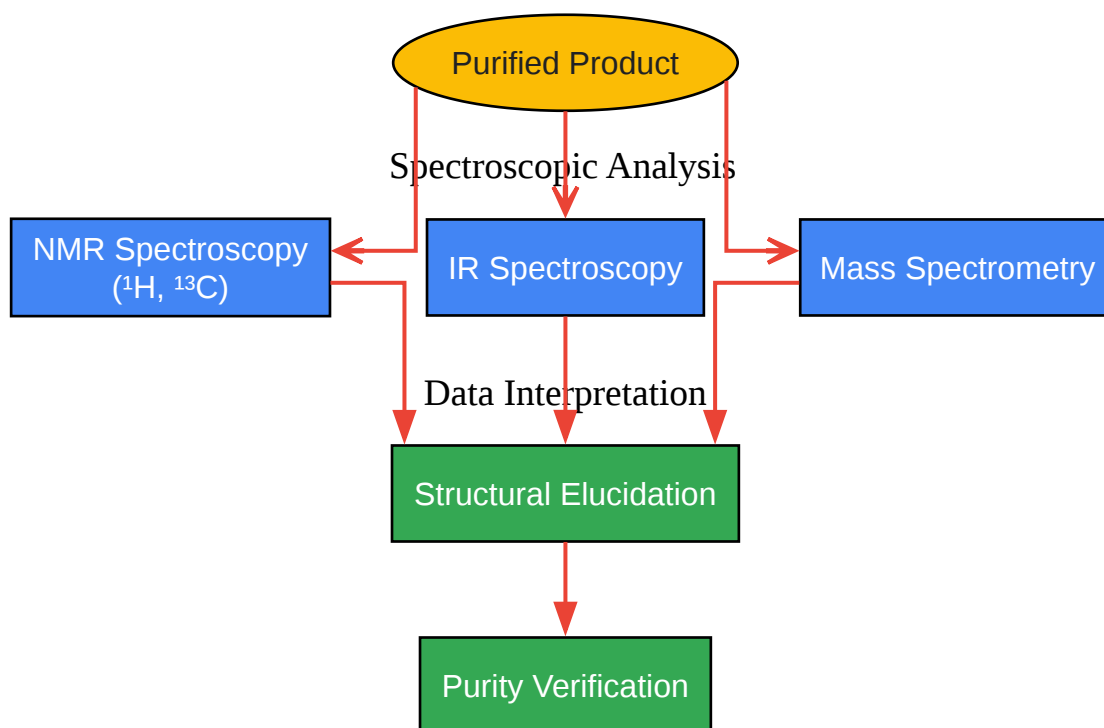 Purified Product
Spectroscopic Analysis
NMR Spectroscopy
(¹H, ¹³C)
IR Spectroscopy
Mass Spectrometry
Data Interpretation
Structural Elucidation
Purity Verification